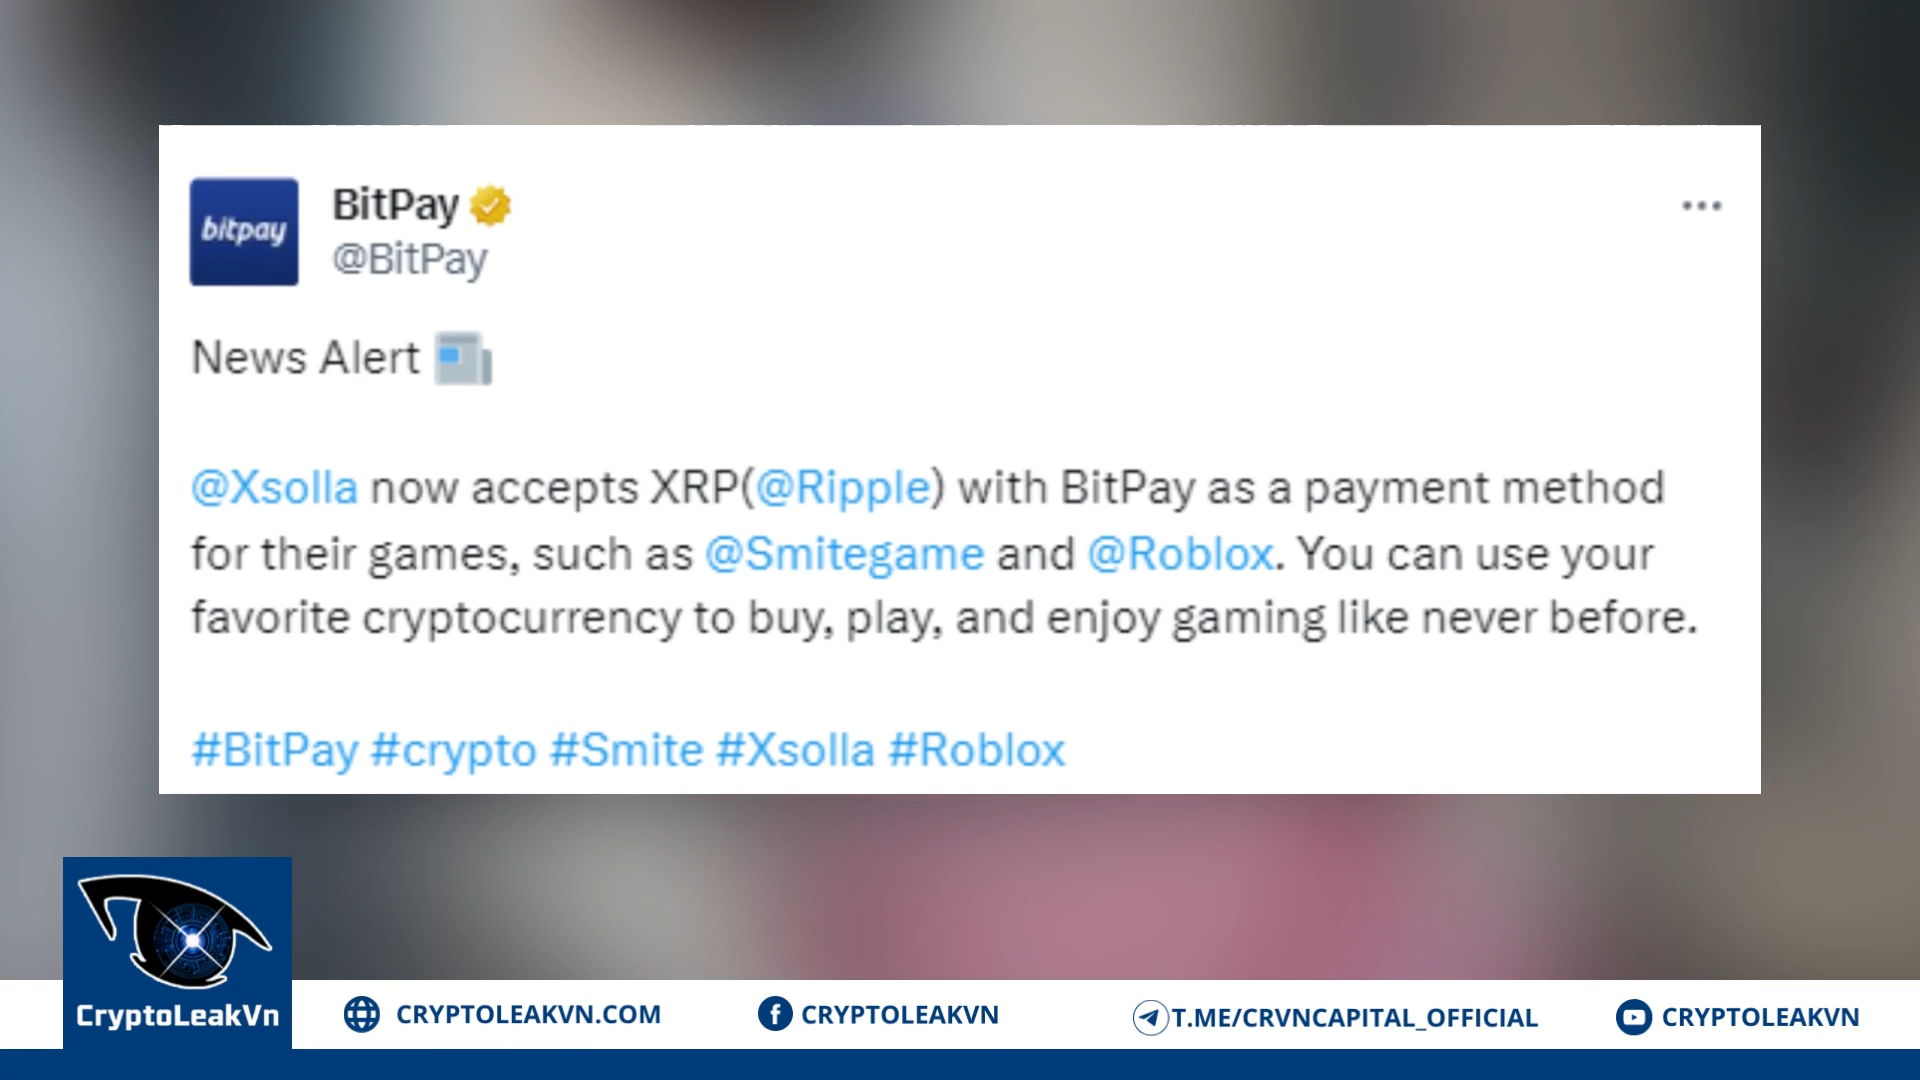 bitpay
BitPay
@BitPay
News Alert
@Xsolla now accepts XRP(@Ripple) with BitPay as a payment method
for their games, such as @Smitegame and @Roblox. You can use your
favorite cryptocurrency to buy, play, and enjoy gaming like never before.
#BitPay #crypto #Smite #Xsolla #Roblox
CryptoLeakVn
CRYPTOLEAKVN.COM
CRYPTOLEAKVN
T.ME/CRVNCAPITAL_OFFICIAL
CRYPTOLEAKVN